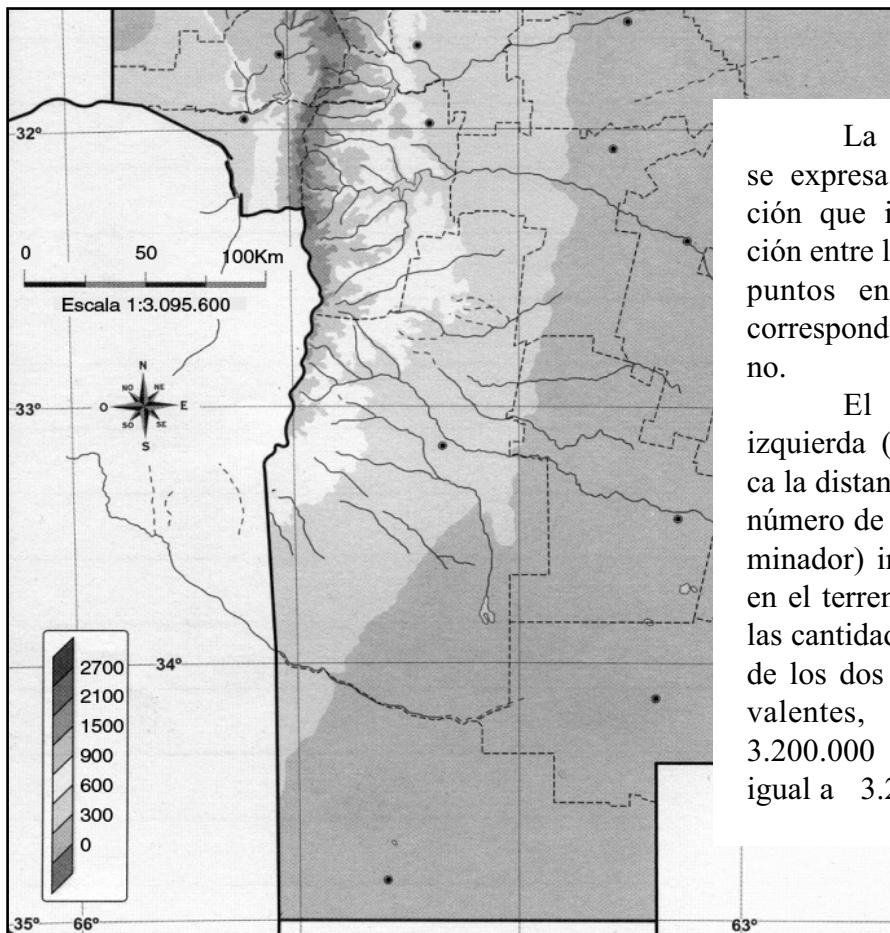 32°
0 50 100Km
Escala 1:3.095.600
N
NO NE
O E
SO SE
S
33°
2700
2100
1500
900
600
300
0
34°
35°
66°
63°
La
se expresa
ción que i
ción entre l
puntos en
correspond
no.
El
izquierda (
ca la distan
número de
minador) in
en el terren
las cantidad
de los dos
valentes,
3.200.000
igual a 3.2